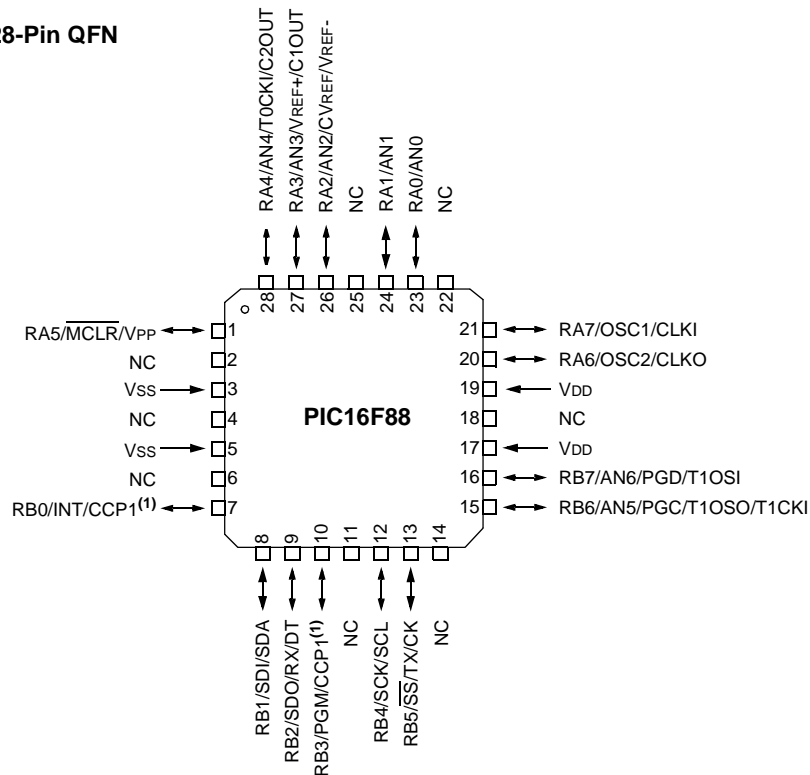 28-Pin QFN
RA4/AN4/T0CKI/C2OUT
RA3/AN3/VREF+/C1OUT
RA2/AN2/CVREF/VREF-
NC
RA1/AN1
RA0/AN0
NC
28
27
26
25
24
23
22
RA5/MCLR/VPP
1
NC
2
VSS
3
NC
4
VSS
5
NC
6
RB0/INT/CCP1(1)
7
PIC16F88
21
RA7/OSC1/CLKI
20
RA6/OSC2/CLKO
19
VDD
18
NC
17
VDD
16
RB7/AN6/PGD/T1OSI
15
RB6/AN5/PGC/T1OSO/T1CKI
8
9
10
11
12
13
14
RB1/SDI/SDA
RB2/SDO/RX/DT
RB3/PGM/CCP1(1)
NC
RB4/SCK/SCL
RB5/SS/TX/CK
NC